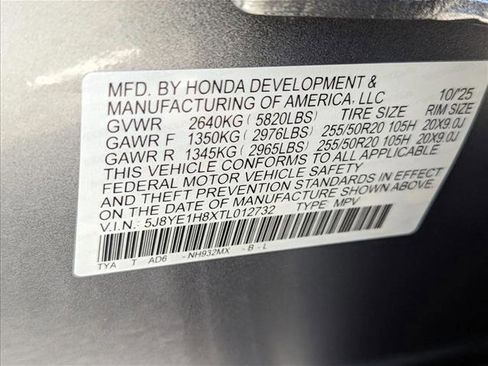 MFD. BY HONDA DEVELOPMENT &
MANUFACTURING OF AMERICA. LLC 10/'25
GVWR 2640KG ( 5820LBS) TIRE SIZE RIM SIZE
GAWR F 1350KG ( 2976LBS) 255/50R20 105H 20X9.0J
GAWR R 1345KG ( 2965LBS) 255/50R20 105H 20X9.0J
THIS VEHICLE CONFORMS TO ALL APPLICABLE
FEDERAL MOTOR VEHICLE SAFETY
AND THEFT PREVENTION STANDARDS IN EFFECT
ON THE DATE OF MANUFACTURE SHOWN ABOVE.
V.I.N.: 5J8YE1H8XTL012732 TYPE: MPV
TYA T AD6 -NH932MX -B-L